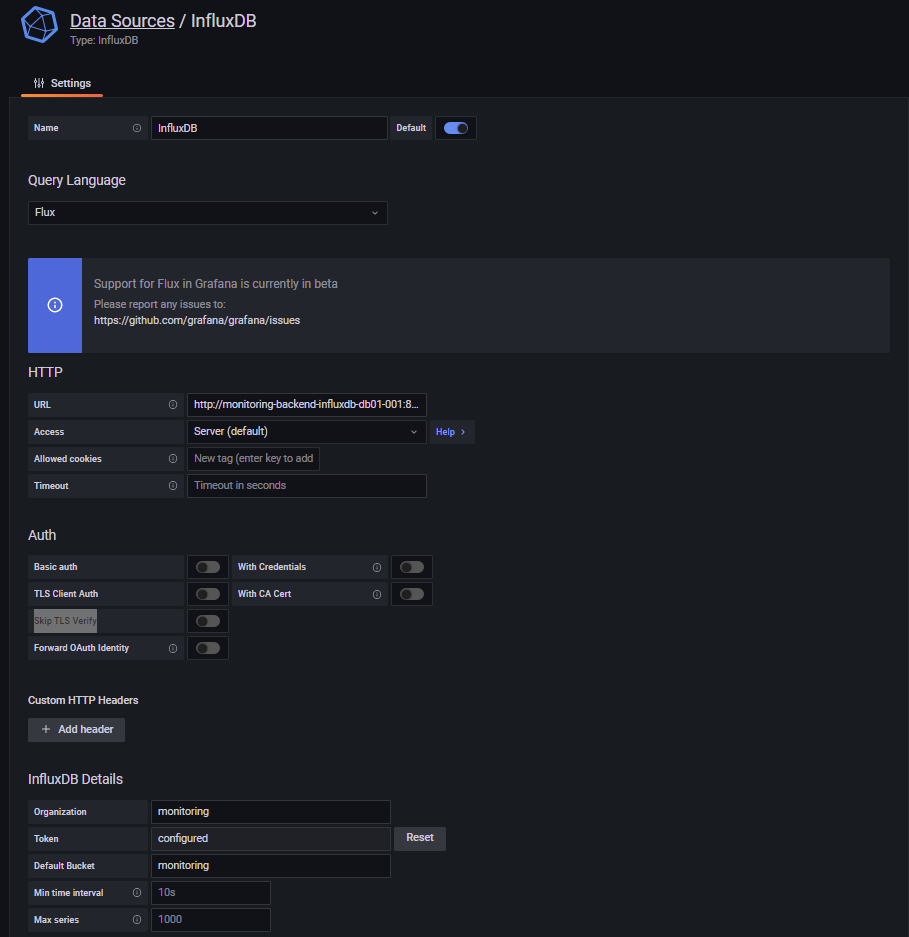 Data Sources / InfluxDB
Type: InfluxDB
Settings
Name InfluxDB Default
Query Language
Flux
Support for Flux in Grafana is currently in beta
Please report any issues to:
https://github.com/grafana/grafana/issues
HTTP
URL http://monitoring-backend-influxdb-db01-001:8...
Access Server (default) Help >
Allowed cookies New tag (enter key to add
Timeout Timeout in seconds
Auth
Basic auth With Credentials
TLS Client Auth With CA Cert
Skip TLS Verify
Forward OAuth Identity
Custom HTTP Headers
+ Add header
InfluxDB Details
Organization monitoring
Token configured Reset
Default Bucket monitoring
Min time interval 10s
Max series 1000